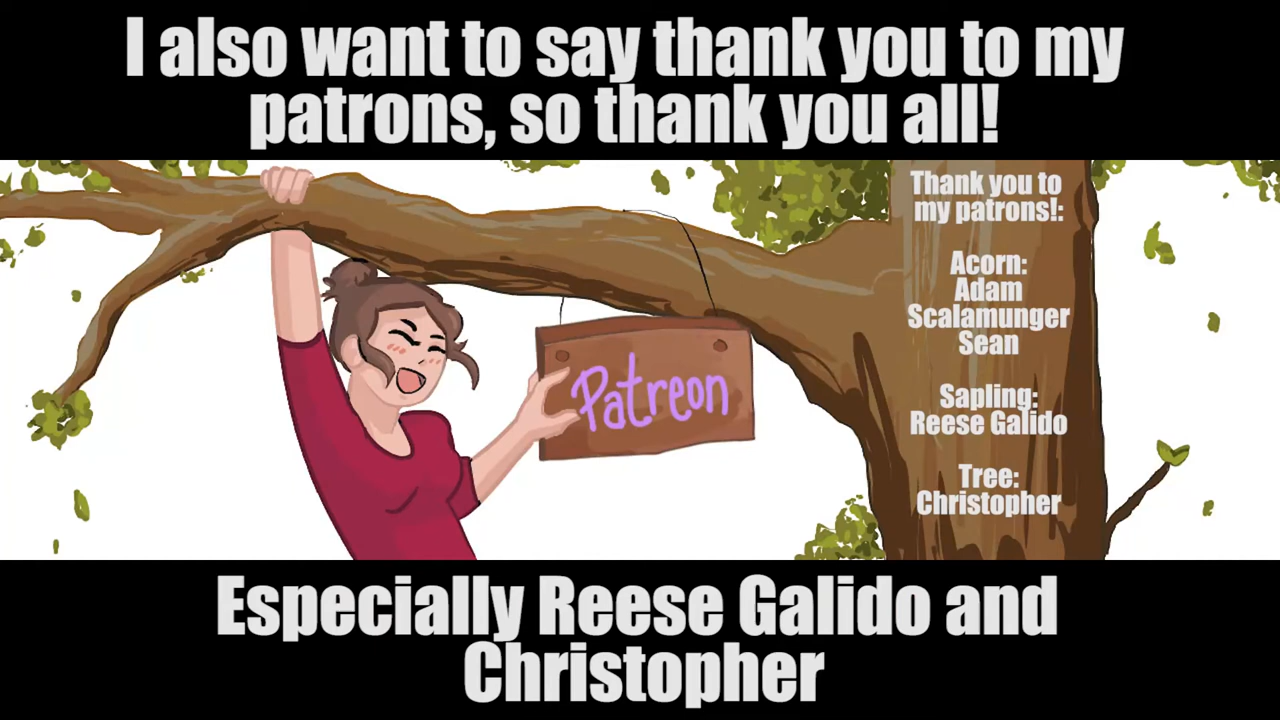 I also want to say thank you to my
patrons, so thank you all!
Patreon
Thank you to
my patrons!:
Acorn:
Adam
Scalamunger
Sean
Sapling:
Reese Galido
Tree:
Christopher
Especially Reese Galido and
Christopher